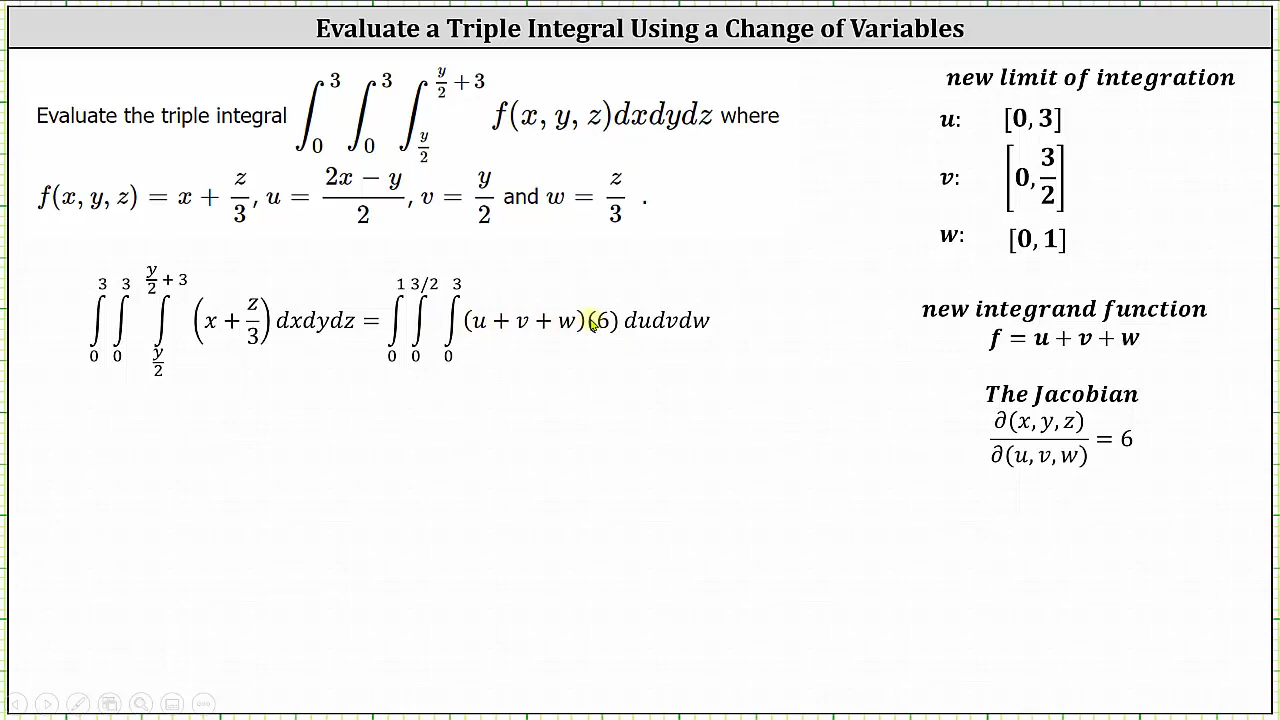 Evaluate a Triple Integral Using a Change of Variables
Evaluate the triple integral ∫_0^3 ∫_0^3 ∫_{y/2}^{y/2 + 3} f(x, y, z)dxdydz where
f(x, y, z) = x + z/3, u = (2x − y)/2, v = y/2 and w = z/3 .
∫_0^3 ∫_0^3 ∫_{y/2}^{y/2 + 3} (x + z/3) dxdydz = ∫_0^1 ∫_0^{3/2} ∫_0^3 (u + v + w)(6) dudvdw
new limit of integration
u: [0, 3]
v: [0, 3/2]
w: [0, 1]
new integrand function
f = u + v + w
The Jacobian
∂(x, y, z)/∂(u, v, w) = 6